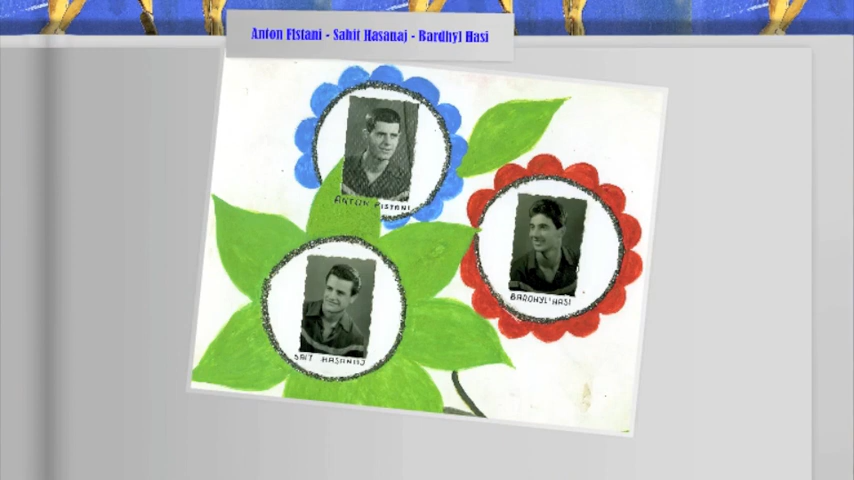 Anton Fistani - Sahit Hasanaj - Bardhyl Hasi
ANTON FISTANI
BARDHYL HASI
SAIT HASANAJ